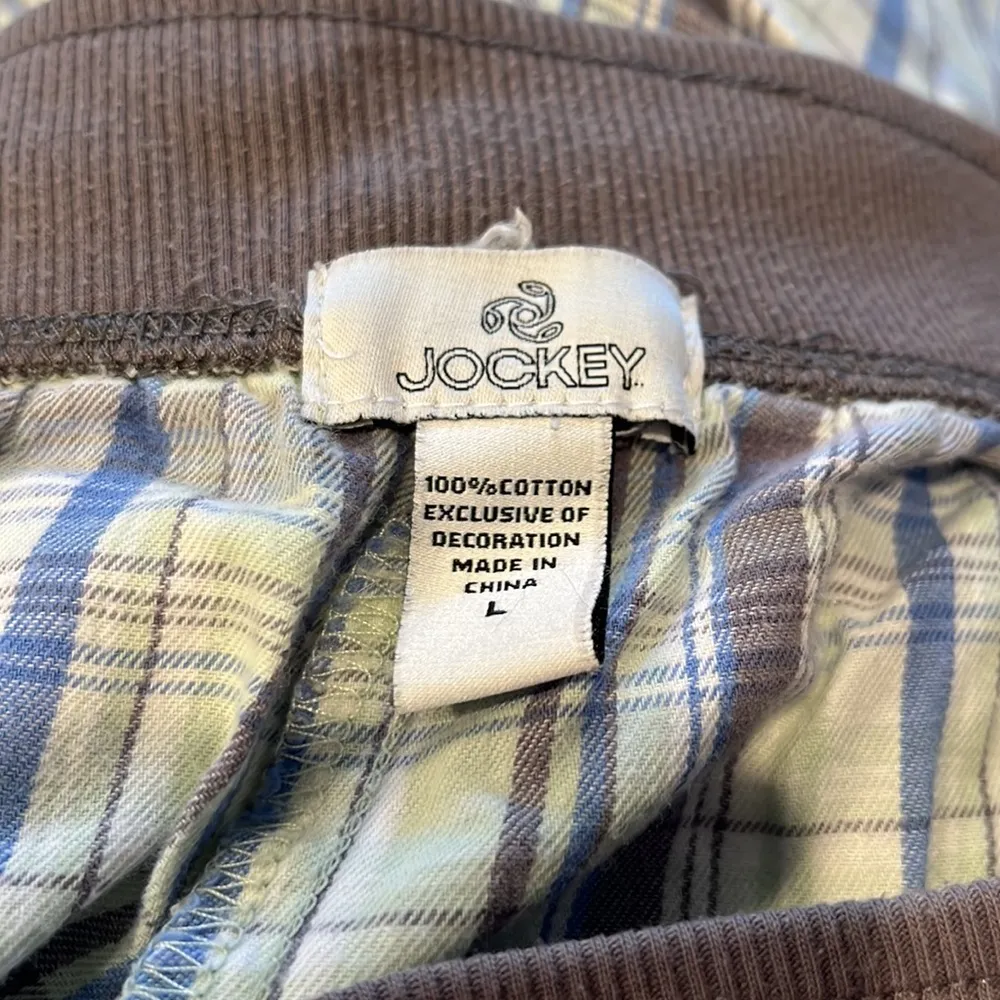 JOCKEY
100%COTTON
EXCLUSIVE OF
DECORATION
MADE IN
CHINA
L